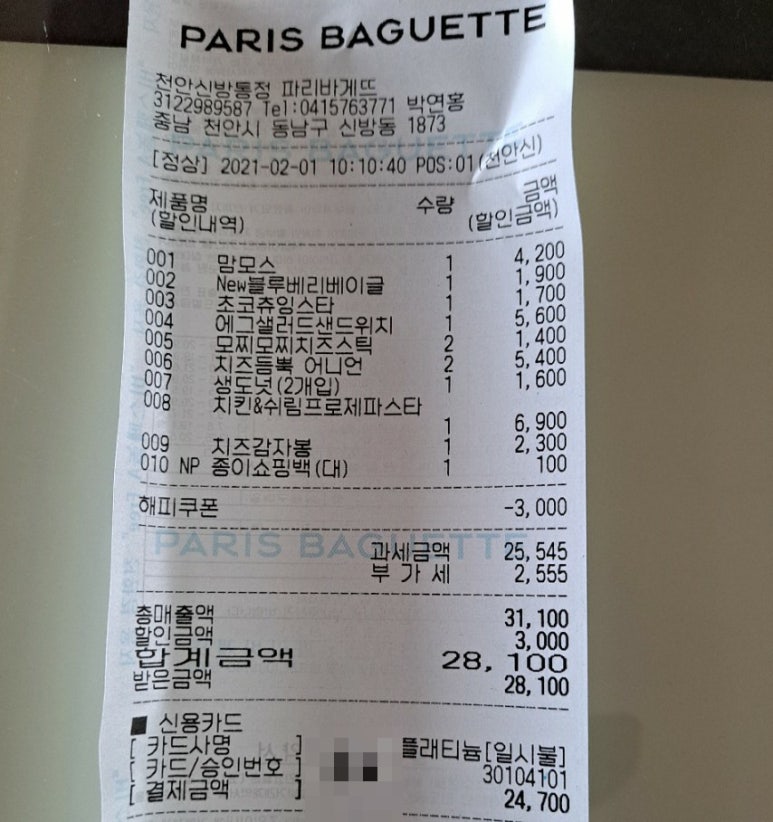 PARIS BAGUETTE
천안신방통정 파리바게뜨
3122989587 Tel:0415763771 박연홍
충남 천안시 동남구 신방동 1873
[정상] 2021-02-01 10:10:40 POS:01(천안신)
제품명 수량 금액
(할인내역) (할인금액)
001 맘모스 1 4,200
002 New블루베리베이글 1 1,900
003 초코츄잉스타 1 1,700
004 에그샐러드샌드위치 1 5,600
005 모찌모찌치즈스틱 2 1,400
006 치즈듬뿍 어니언 2 5,400
007 생도넛(2개입) 1 1,600
008 치킨&쉬림프로제파스타
1 6,900
009 치즈감자봉 1 2,300
010 NP 종이쇼핑백(대) 1 100
해피쿠폰 -3,000
PARIS BAGUETTE
과세금액 25,545
부 가 세 2,555
총매출액 31,100
할인금액 3,000
합계금액 28,100
받은금액 28,100
■ 신용카드
[ 카드사명 ] 플래티늄[일시불]
[ 카드/승인번호 ] 30104101
[ 결제금액 ] 24,700